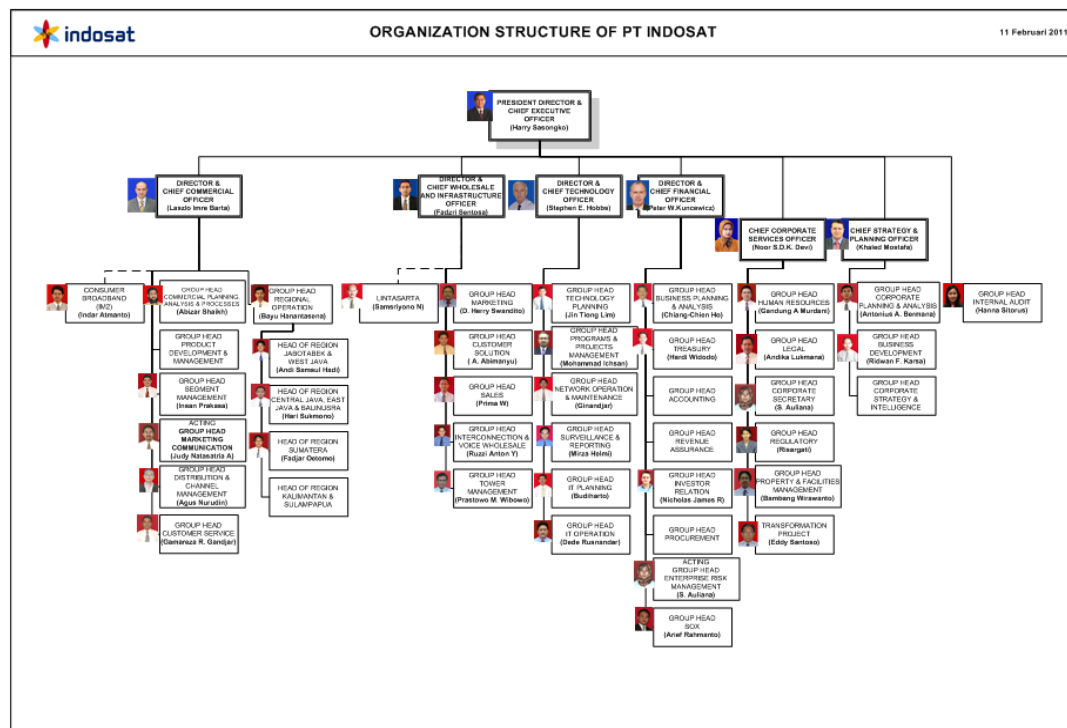 indosat
ORGANIZATION STRUCTURE OF PT INDOSAT
11 Februari 2011
PRESIDENT DIRECTOR &
CHIEF EXECUTIVE
OFFICER
(Harry Sasongko)
DIRECTOR &
CHIEF COMMERCIAL
OFFICER
(Laszlo Imre Barta)
DIRECTOR &
CHIEF WHOLESALE
AND INFRASTRUCTURE
OFFICER
(Fadzri Sentosa)
DIRECTOR &
CHIEF TECHNOLOGY
OFFICER
(Stephen E. Hobbs)
DIRECTOR &
CHIEF FINANCIAL
OFFICER
(Peter W.Kuncewicz)
CHIEF CORPORATE
SERVICES OFFICER
(Noor S.D.K. Devi)
CHIEF STRATEGY &
PLANNING OFFICER
(Khaled Mostafa)
CONSUMER
BROADBAND
(IM2)
(Indar Atmanto)
GROUP HEAD
COMMERCIAL PLANNING,
ANALYSIS & PROCESSES
(Abizar Shaikh)
GROUP HEAD
REGIONAL
OPERATION
(Bayu Hanantasena)
LINTASARTA
(Samsriyono N)
GROUP HEAD
MARKETING
(D. Herry Swandito)
GROUP HEAD
TECHNOLOGY
PLANNING
(Jin Tiong Lim)
GROUP HEAD
BUSINESS PLANNING
& ANALYSIS
(Chiang-Chien Ho)
GROUP HEAD
HUMAN RESOURCES
(Gandung A Murdani)
GROUP HEAD
CORPORATE
PLANNING & ANALYSIS
(Antonius A. Bermana)
GROUP HEAD
INTERNAL AUDIT
(Hanna Sitorus)
GROUP HEAD
PRODUCT
DEVELOPMENT &
MANAGEMENT
HEAD OF REGION
JABOTABEK &
WEST JAVA
(Andi Samsul Hadi)
GROUP HEAD
CUSTOMER
SOLUTION
( A. Abimanyu)
GROUP HEAD
PROGRAMS &
PROJECTS
MANAGEMENT
(Mohammad Ichsan)
GROUP HEAD
TREASURY
(Hardi Widodo)
GROUP HEAD
LEGAL
(Andika Lukmana)
GROUP HEAD
BUSINESS
DEVELOPMENT
(Ridwan F. Karsa)
GROUP HEAD
SEGMENT
MANAGEMENT
(Insan Prakasa)
HEAD OF REGION
CENTRAL JAVA, EAST
JAVA & BALINUSRA
(Hari Sukmono)
GROUP HEAD
SALES
(Prima W)
GROUP HEAD
NETWORK OPERATION
& MAINTENANCE
(Ginandjar)
GROUP HEAD
ACCOUNTING
GROUP HEAD
CORPORATE
SECRETARY
(S. Auliana)
GROUP HEAD
CORPORATE
STRATEGY &
INTELLIGENCE
ACTING
GROUP HEAD
MARKETING
COMMUNICATION
(Judy Natasatria A)
HEAD OF REGION
SUMATERA
(Fadjar Oetomo)
GROUP HEAD
INTERCONNECTION &
VOICE WHOLESALE
(Ruzzi Anton Y)
GROUP HEAD
SURVEILLANCE &
REPORTING
(Mirza Helmi)
GROUP HEAD
REVENUE
ASSURANCE
GROUP HEAD
REGULATORY
(Risargati)
GROUP HEAD
DISTRIBUTION &
CHANNEL
MANAGEMENT
(Agus Nurudin)
HEAD OF REGION
KALIMANTAN &
SULAMPAPUA
GROUP HEAD
TOWER
MANAGEMENT
(Prastowo M. Wibowo)
GROUP HEAD
IT PLANNING
(Budiharto)
GROUP HEAD
INVESTOR
RELATION
(Nicholas James R)
GROUP HEAD
PROPERTY & FACILITIES
MANAGEMENT
(Bambang Wirawanto)
GROUP HEAD
CUSTOMER SERVICE
(Gamareza R. Gandjar)
GROUP HEAD
IT OPERATION
(Dede Rusnandar)
GROUP HEAD
PROCUREMENT
TRANSFORMATION
PROJECT
(Eddy Santoso)
ACTING
GROUP HEAD
ENTERPRISE RISK
MANAGEMENT
(S. Auliana)
GROUP HEAD
SOX
(Arief Rahmanto)